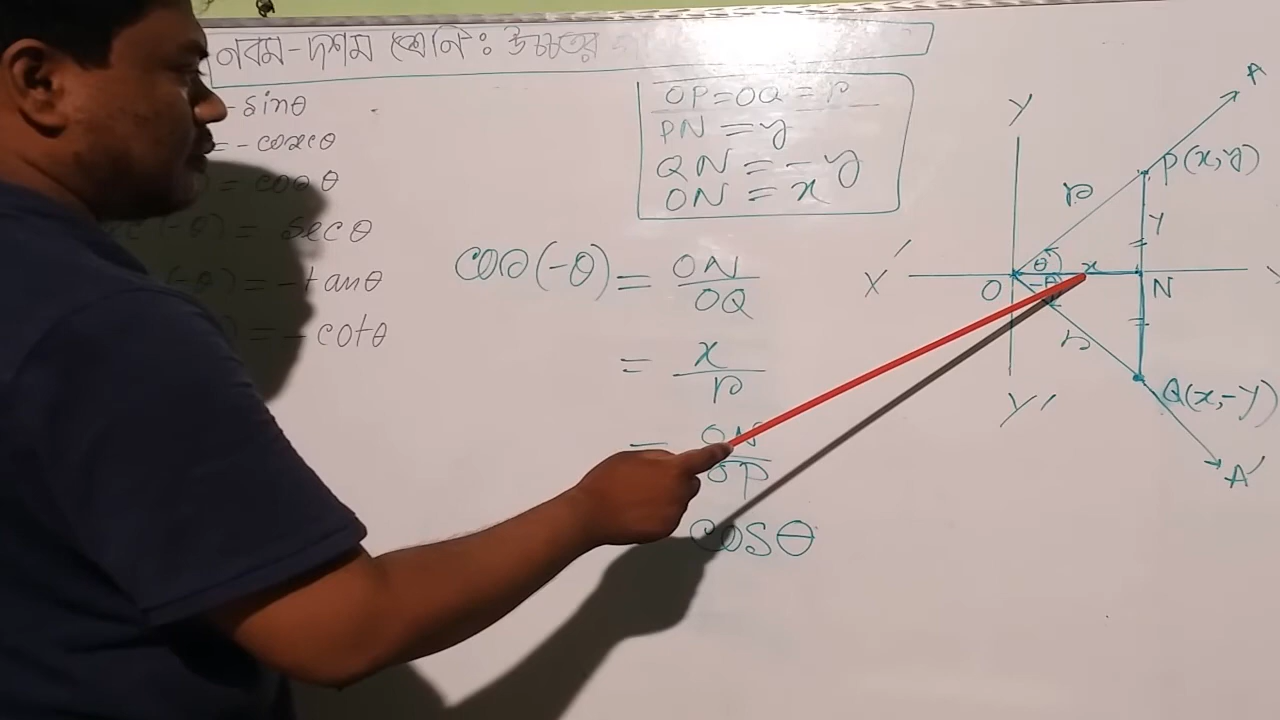 নবম-দশম শ্রেণি : উচ্চতর
- sinθ
= - cosecθ
= cosθ
(-θ) = secθ
(-θ) = - tanθ
= - cotθ
OP = OQ = r
PN = y
QN = -y
ON = x
cos(-θ) = ON/OQ
= x/r
= ON/OP
cosθ
Y
A
P(x,y)
r
Y
θ
x
X′
O
-θ
N
r
Y′
Q(x,-y)
A′